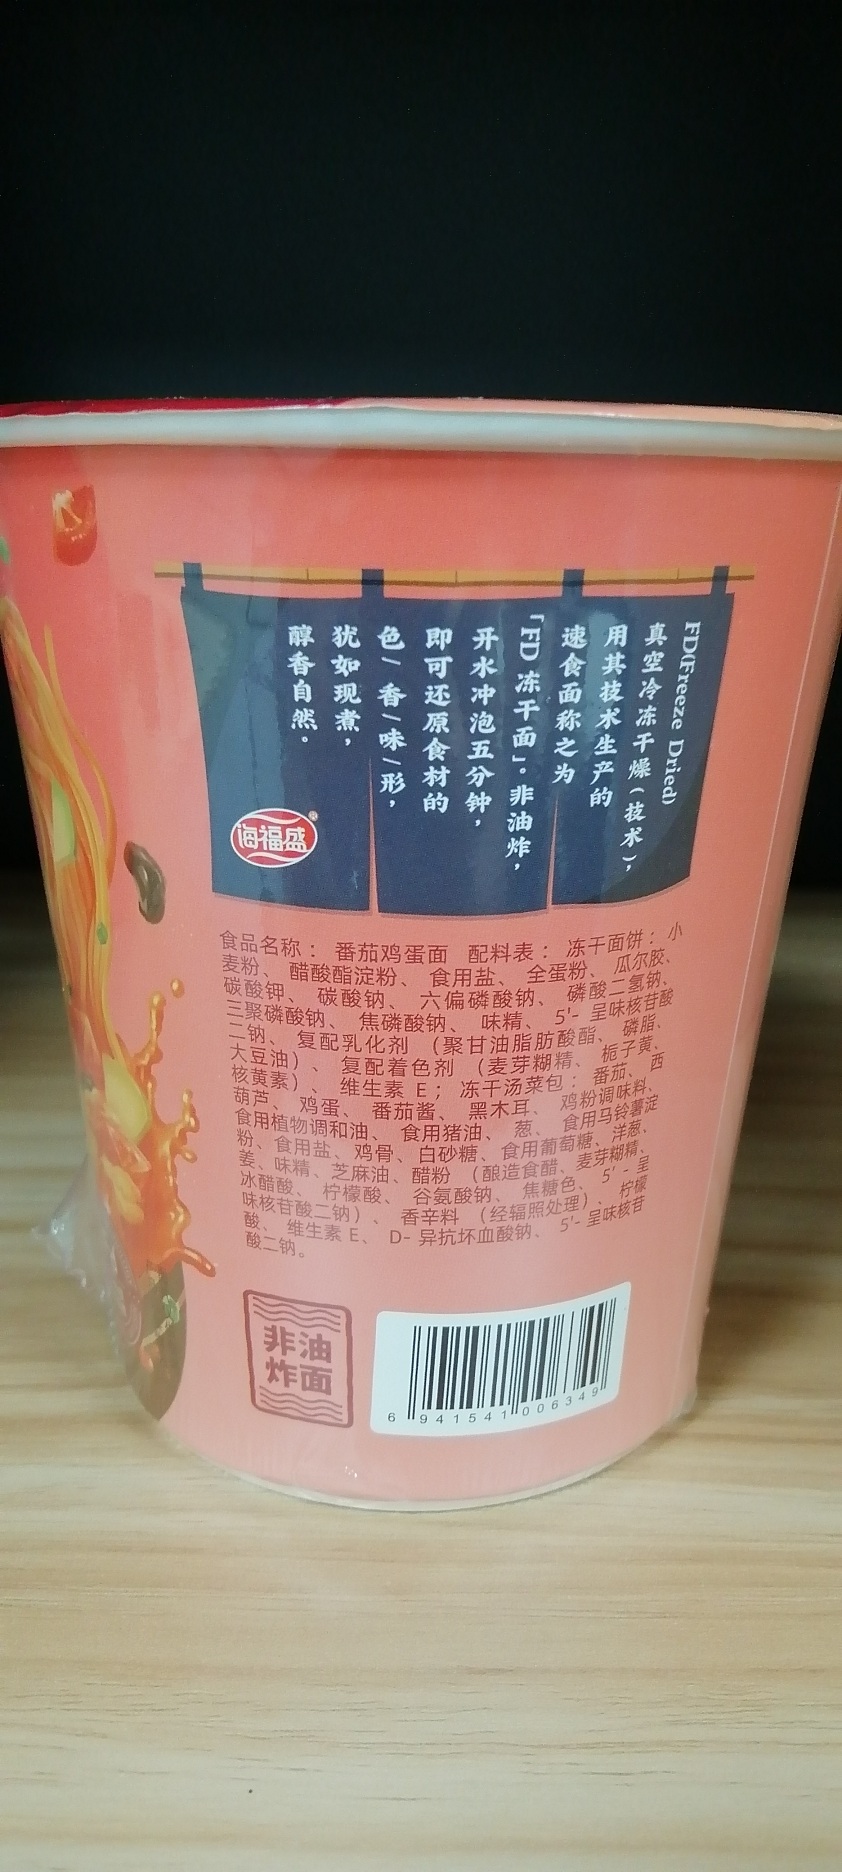 FD(Freeze Dried)
真空冷冻干燥(技术),
用其技术生产的
速食面称之为
「FD冻干面」。非油炸,
开水冲泡五分钟,
即可还原食材的
色一香一味一形,
犹如现煮,
醇香自然。
海福盛®
食品名称： 番茄鸡蛋面 配料表： 冻干面饼：小
麦粉、醋酸酯淀粉、食用盐、全蛋粉、瓜尔胶、
碳酸钾、碳酸钠、六偏磷酸钠、磷酸二氢钠、
三聚磷酸钠、焦磷酸钠、味精、5'-呈味核苷酸
二钠、复配乳化剂（聚甘油脂肪酸酯、磷脂、
大豆油）、复配着色剂（麦芽糊精、栀子黄、
核黄素）、维生素 E；冻干汤菜包：番茄、西
葫芦、鸡蛋、番茄酱、黑木耳、鸡粉调味料、
食用植物调和油、食用猪油、葱、食用马铃薯淀
粉、食用盐、鸡骨、白砂糖、食用葡萄糖、洋葱、
姜、味精、芝麻油、醋粉（酿造食醋、麦芽糊精、
冰醋酸、柠檬酸、谷氨酸钠、焦糖色、5'-呈
味核苷酸二钠）、香辛料（经辐照处理）、柠檬
酸、维生素 E、D-异抗坏血酸钠、5'-呈味核苷
酸二钠。
非油
炸面
6 941541 006349